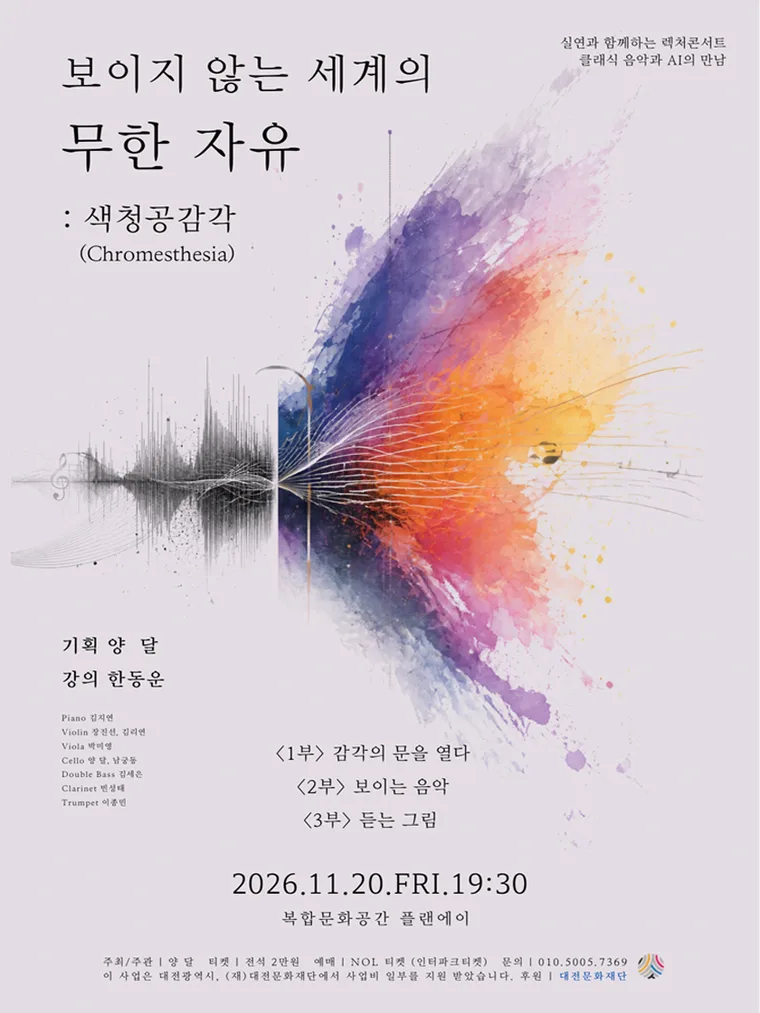 실연과 함께하는 렉처콘서트
클래식 음악과 AI의 만남
보이지 않는 세계의
무한 자유
: 색청공감각
(Chromesthesia)
기획 양 달
강의 한동운
Piano 김지연
Violin 장진선, 김리연
Viola 박미영
Cello 양 달, 남궁동
Double Bass 김세은
Clarinet 빈성태
Trumpet 이종민
〈1부〉 감각의 문을 열다
〈2부〉 보이는 음악
〈3부〉 듣는 그림
2026.11.20.FRI.19:30
복합문화공간 플랜에이
주최/주관 | 양 달 티켓 | 전석 2만원 예매 | NOL 티켓 (인터파크티켓) 문의 | 010.5005.7369
이 사업은 대전광역시, (재)대전문화재단에서 사업비 일부를 지원 받았습니다. 후원 | 대전문화재단